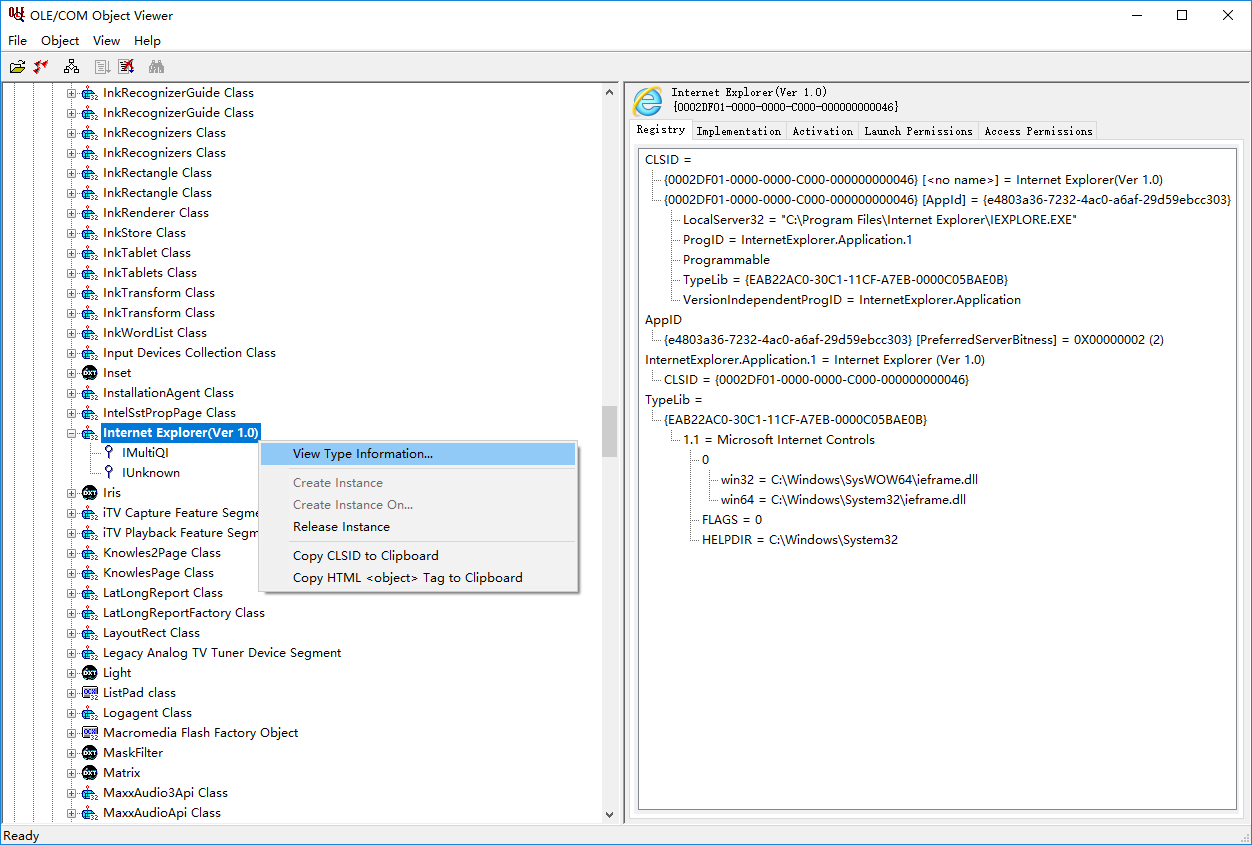 OLE/COM Object Viewer
File Object View Help
InkRecognizerGuide Class
InkRecognizerGuide Class
InkRecognizers Class
InkRecognizers Class
InkRectangle Class
InkRectangle Class
InkRenderer Class
InkStore Class
InkTablet Class
InkTablets Class
InkTransform Class
InkTransform Class
InkWordList Class
Input Devices Collection Class
Inset
InstallationAgent Class
IntelSstPropPage Class
Internet Explorer(Ver 1.0)
IMultiQI
IUnknown
Iris
iTV Capture Feature Segme
iTV Playback Feature Segm
Knowles2Page Class
KnowlesPage Class
LatLongReport Class
LatLongReportFactory Class
LayoutRect Class
Legacy Analog TV Tuner Device Segment
Light
ListPad class
Logagent Class
Macromedia Flash Factory Object
MaskFilter
Matrix
MaxxAudio3Api Class
MaxxAudioApi Class
View Type Information...
Create Instance
Create Instance On...
Release Instance
Copy CLSID to Clipboard
Copy HTML <object> Tag to Clipboard
Internet Explorer(Ver 1.0)
{0002DF01-0000-0000-C000-000000000046}
Registry Implementation Activation Launch Permissions Access Permissions
CLSID =
{0002DF01-0000-0000-C000-000000000046} [<no name>] = Internet Explorer(Ver 1.0)
{0002DF01-0000-0000-C000-000000000046} [AppId] = {e4803a36-7232-4ac0-a6af-29d59ebcc303}
LocalServer32 = "C:\Program Files\Internet Explorer\IEXPLORE.EXE"
ProgID = InternetExplorer.Application.1
Programmable
TypeLib = {EAB22AC0-30C1-11CF-A7EB-0000C05BAE0B}
VersionIndependentProgID = InternetExplorer.Application
AppID
{e4803a36-7232-4ac0-a6af-29d59ebcc303} [PreferredServerBitness] = 0X00000002 (2)
InternetExplorer.Application.1 = Internet Explorer (Ver 1.0)
CLSID = {0002DF01-0000-0000-C000-000000000046}
TypeLib =
{EAB22AC0-30C1-11CF-A7EB-0000C05BAE0B}
1.1 = Microsoft Internet Controls
0
win32 = C:\Windows\SysWOW64\ieframe.dll
win64 = C:\Windows\System32\ieframe.dll
FLAGS = 0
HELPDIR = C:\Windows\System32
Ready